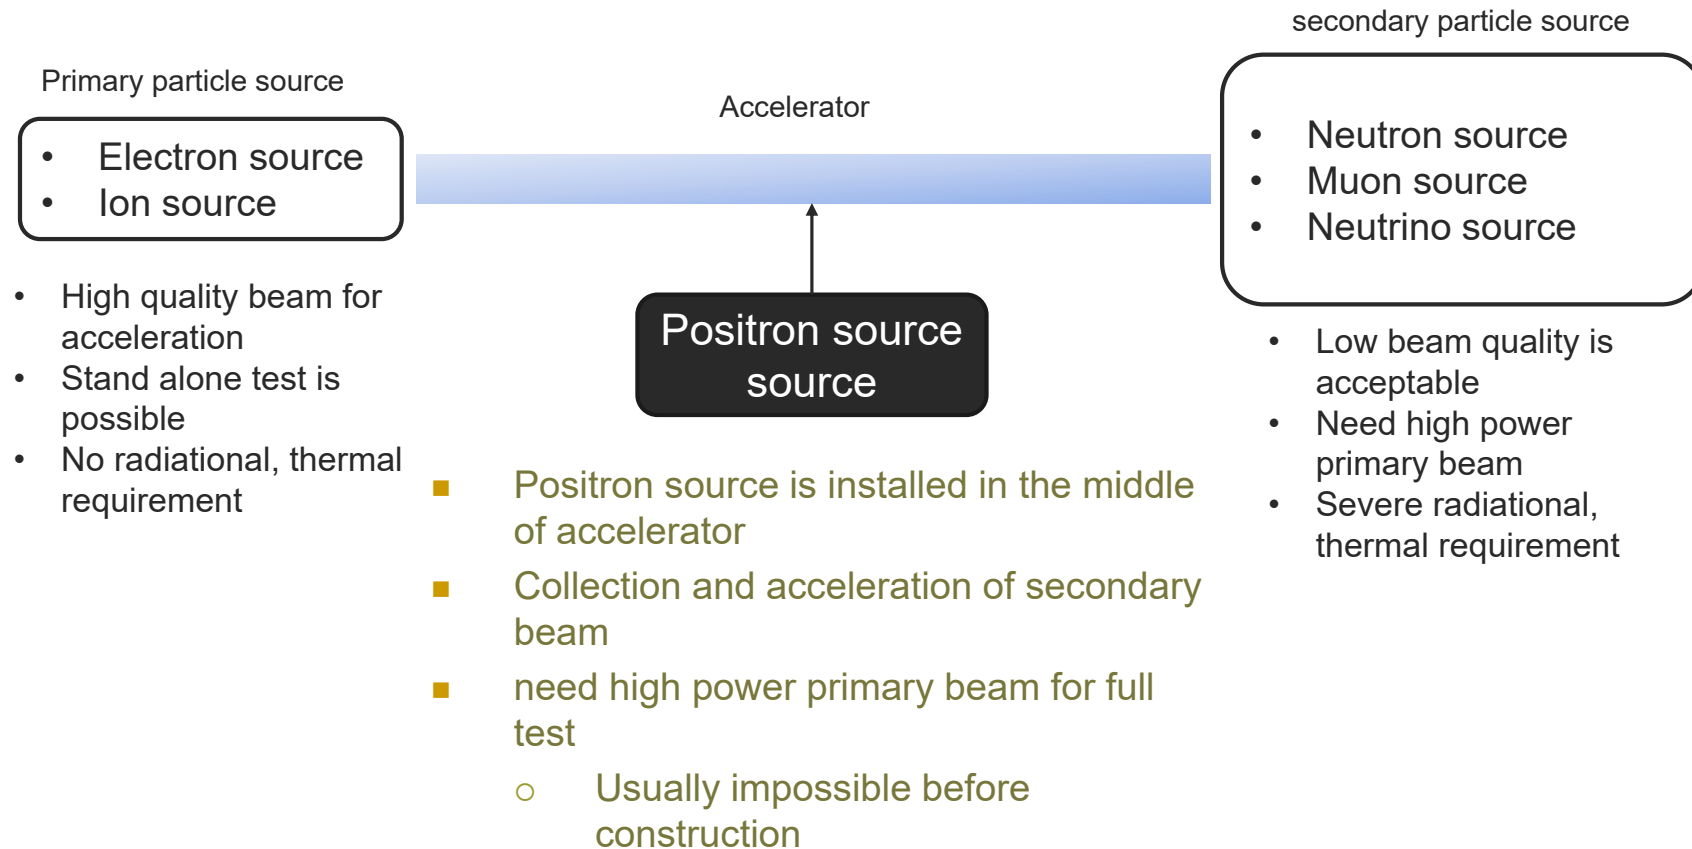 Primary particle source
• Electron source
• Ion source
• High quality beam for
acceleration
• Stand alone test is
possible
• No radiational, thermal
requirement
Accelerator
Positron source
source
■ Positron source is installed in the middle
of accelerator
■ Collection and acceleration of secondary
beam
■ need high power primary beam for full
test
○ Usually impossible before
construction
secondary particle source
• Neutron source
• Muon source
• Neutrino source
• Low beam quality is
acceptable
• Need high power
primary beam
• Severe radiational,
thermal requirement